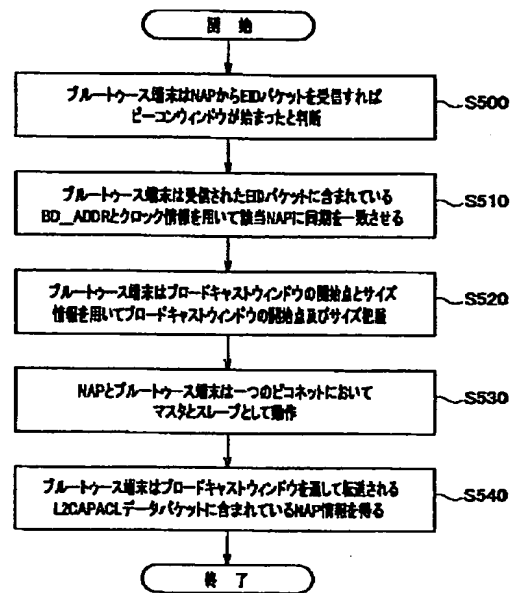 開始
ブルートゥース端末はNAPからEIDパケットを受信すれば
ビーコンウィンドウが始まったと判断
S500
ブルートゥース端末は受信されたEIDパケットに含まれている
BD__ADDRとクロック情報を用いて該当NAPに同期を一致させる
S510
ブルートゥース端末はブロードキャストウィンドウの開始点とサイズ
情報を用いてブロードキャストウィンドウの開始点及びサイズ把握
S520
NAPとブルートゥース端末は一つのピコネットにおいて
マスタとスレーブとして動作
S530
ブルートゥース端末はブロードキャストウィンドウを通して転送される
L2CAPACLデータパケットに含まれているNAP情報を得る
S540
終了